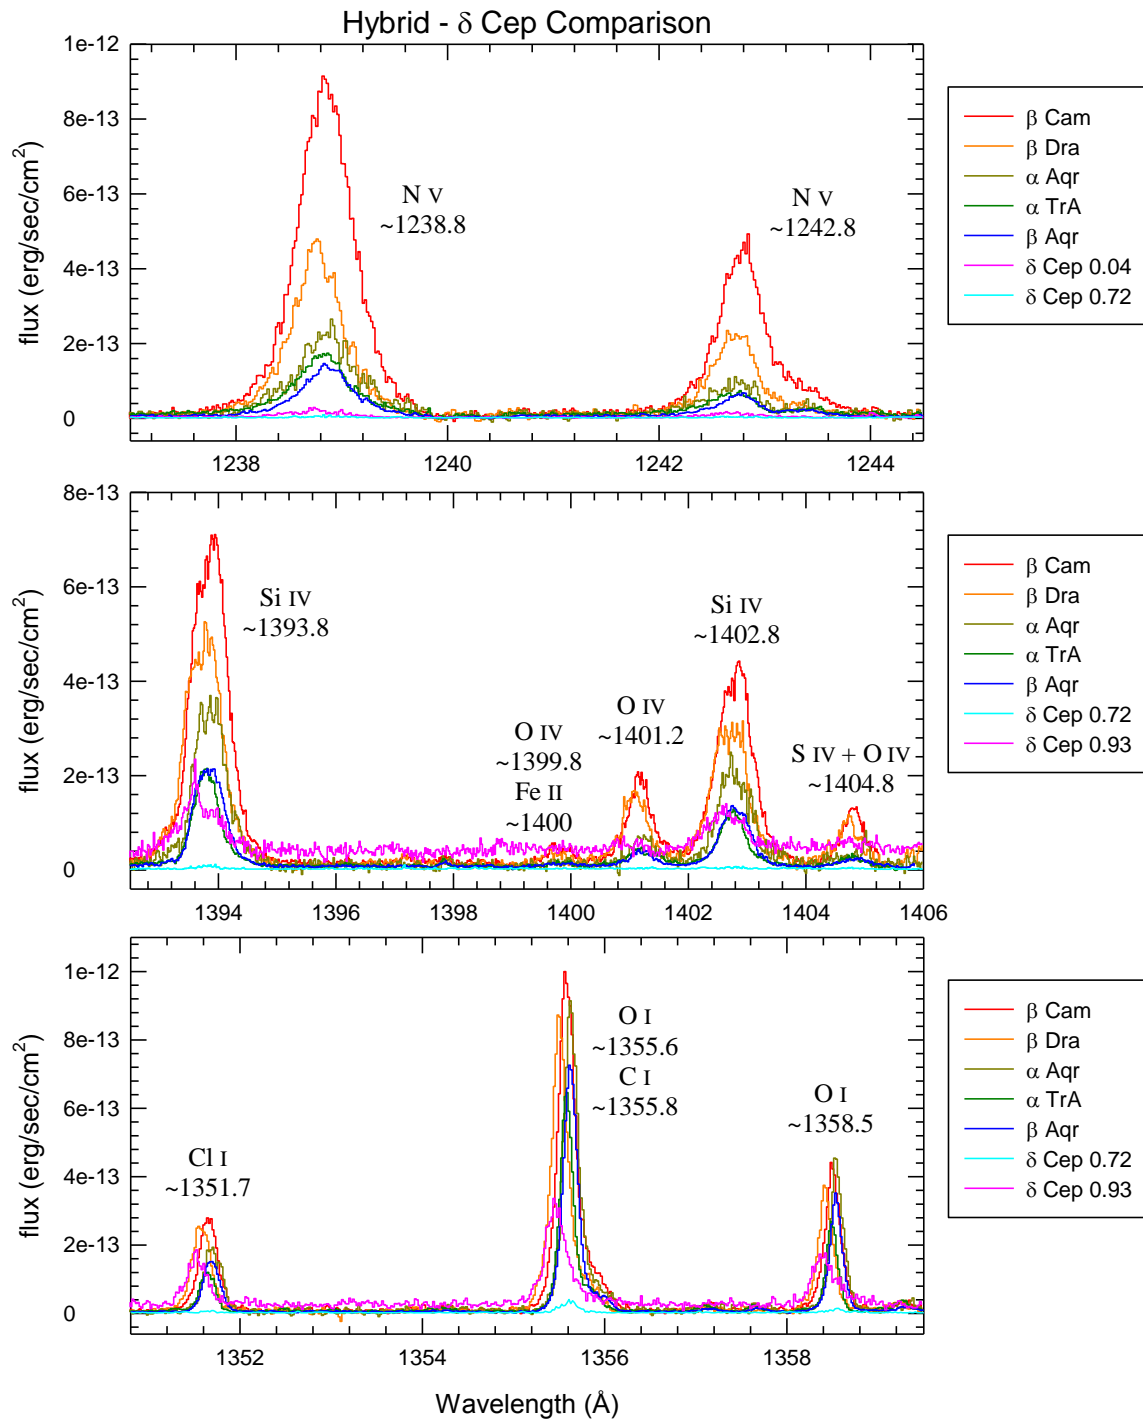 Hybrid - δ Cep Comparison
flux (erg/sec/cm²)
1e-12
8e-13
6e-13
4e-13
2e-13
0
N V
~1238.8
N V
~1242.8
1238
1240
1242
1244
β Cam
β Dra
α Aqr
α TrA
β Aqr
δ Cep 0.04
δ Cep 0.72
flux (erg/sec/cm²)
8e-13
6e-13
4e-13
2e-13
0
Si IV
~1393.8
O IV
~1399.8
Fe II
~1400
O IV
~1401.2
Si IV
~1402.8
S IV + O IV
~1404.8
1394
1396
1398
1400
1402
1404
1406
β Cam
β Dra
α Aqr
α TrA
β Aqr
δ Cep 0.72
δ Cep 0.93
flux (erg/sec/cm²)
1e-12
8e-13
6e-13
4e-13
2e-13
0
Cl I
~1351.7
O I
~1355.6
C I
~1355.8
O I
~1358.5
1352
1354
1356
1358
β Cam
β Dra
α Aqr
α TrA
β Aqr
δ Cep 0.72
δ Cep 0.93
Wavelength (Å)